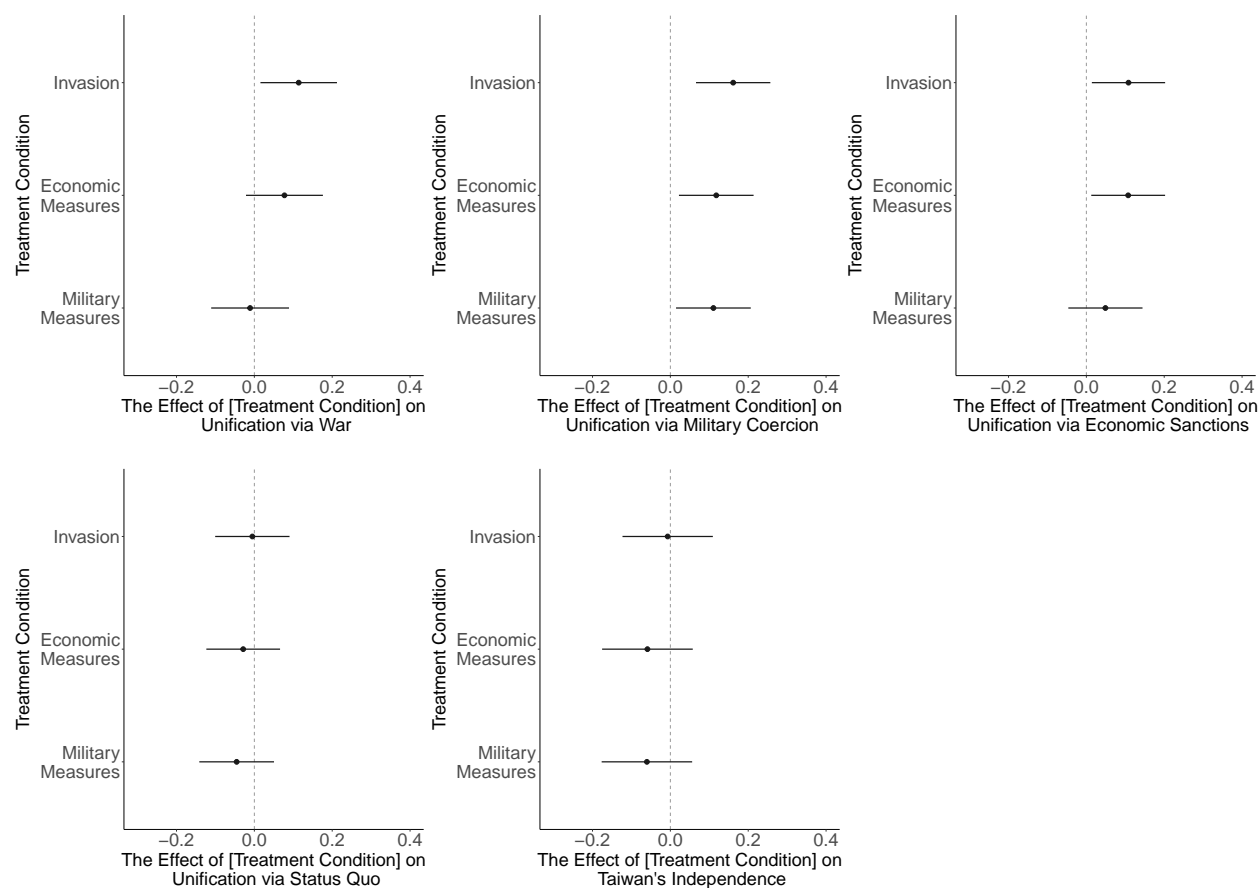 Treatment Condition
Invasion
Economic
Measures
Military
Measures
−0.2 0.0 0.2 0.4
The Effect of [Treatment Condition] on
Unification via War
Treatment Condition
Invasion
Economic
Measures
Military
Measures
−0.2 0.0 0.2 0.4
The Effect of [Treatment Condition] on
Unification via Military Coercion
Treatment Condition
Invasion
Economic
Measures
Military
Measures
−0.2 0.0 0.2 0.4
The Effect of [Treatment Condition] on
Unification via Economic Sanctions
Treatment Condition
Invasion
Economic
Measures
Military
Measures
−0.2 0.0 0.2 0.4
The Effect of [Treatment Condition] on
Unification via Status Quo
Treatment Condition
Invasion
Economic
Measures
Military
Measures
−0.2 0.0 0.2 0.4
The Effect of [Treatment Condition] on
Taiwan's Independence